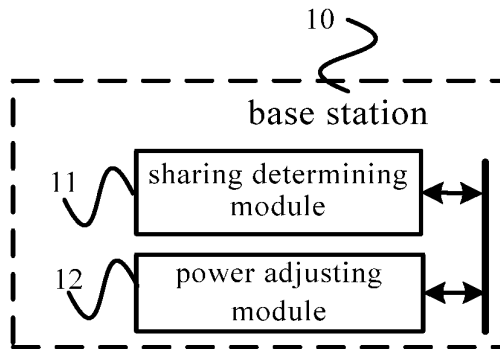 10
base station
11
sharing determining
module
12
power adjusting
module